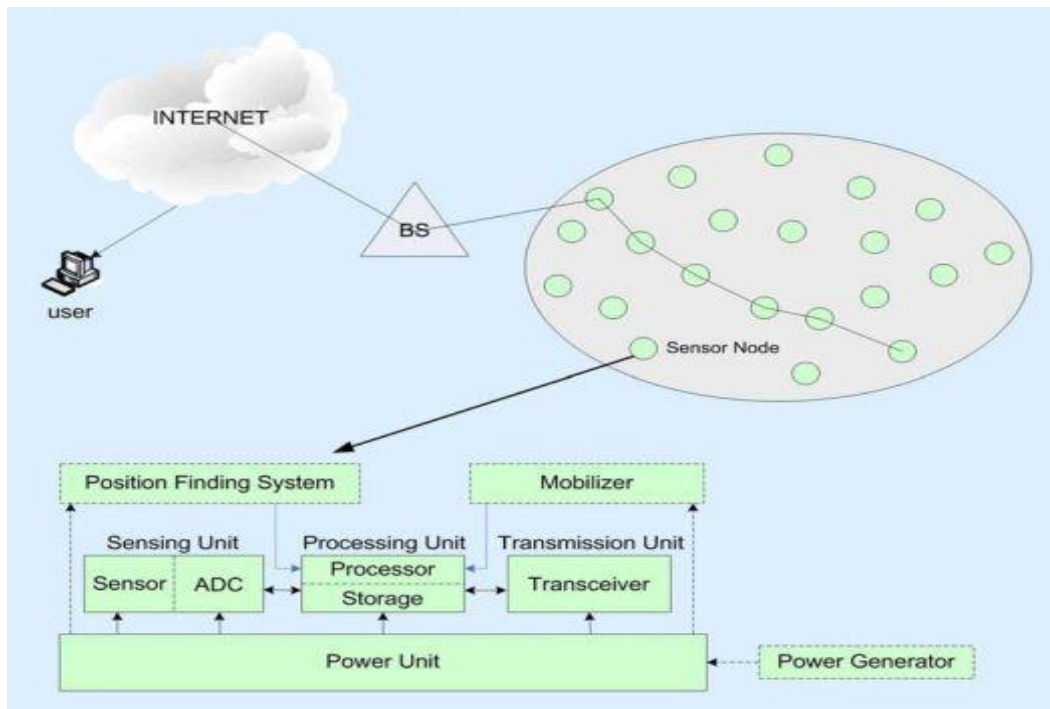 INTERNET
BS
user
Sensor Node
Position Finding System
Mobilizer
Sensing Unit
Processing Unit
Transmission Unit
Sensor
ADC
Processor
Storage
Transceiver
Power Unit
Power Generator